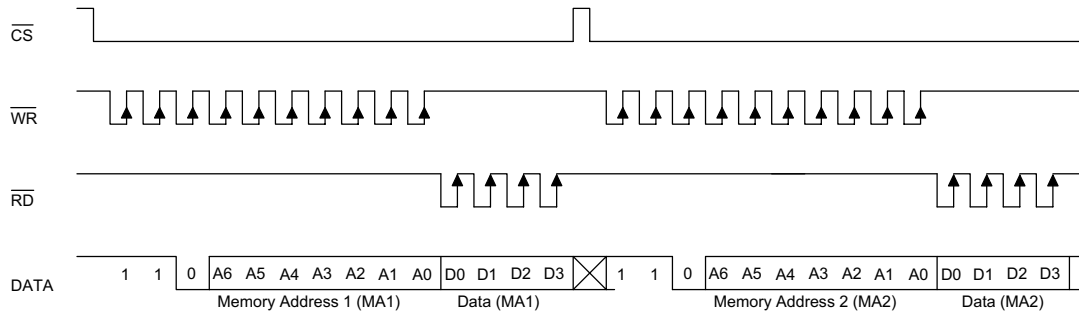 CS
WR
RD
DATA 1 1 0 A6 A5 A4 A3 A2 A1 A0 D0 D1 D2 D3 1 1 0 A6 A5 A4 A3 A2 A1 A0 D0 D1 D2 D3
Memory Address 1 (MA1) Data (MA1) Memory Address 2 (MA2) Data (MA2)